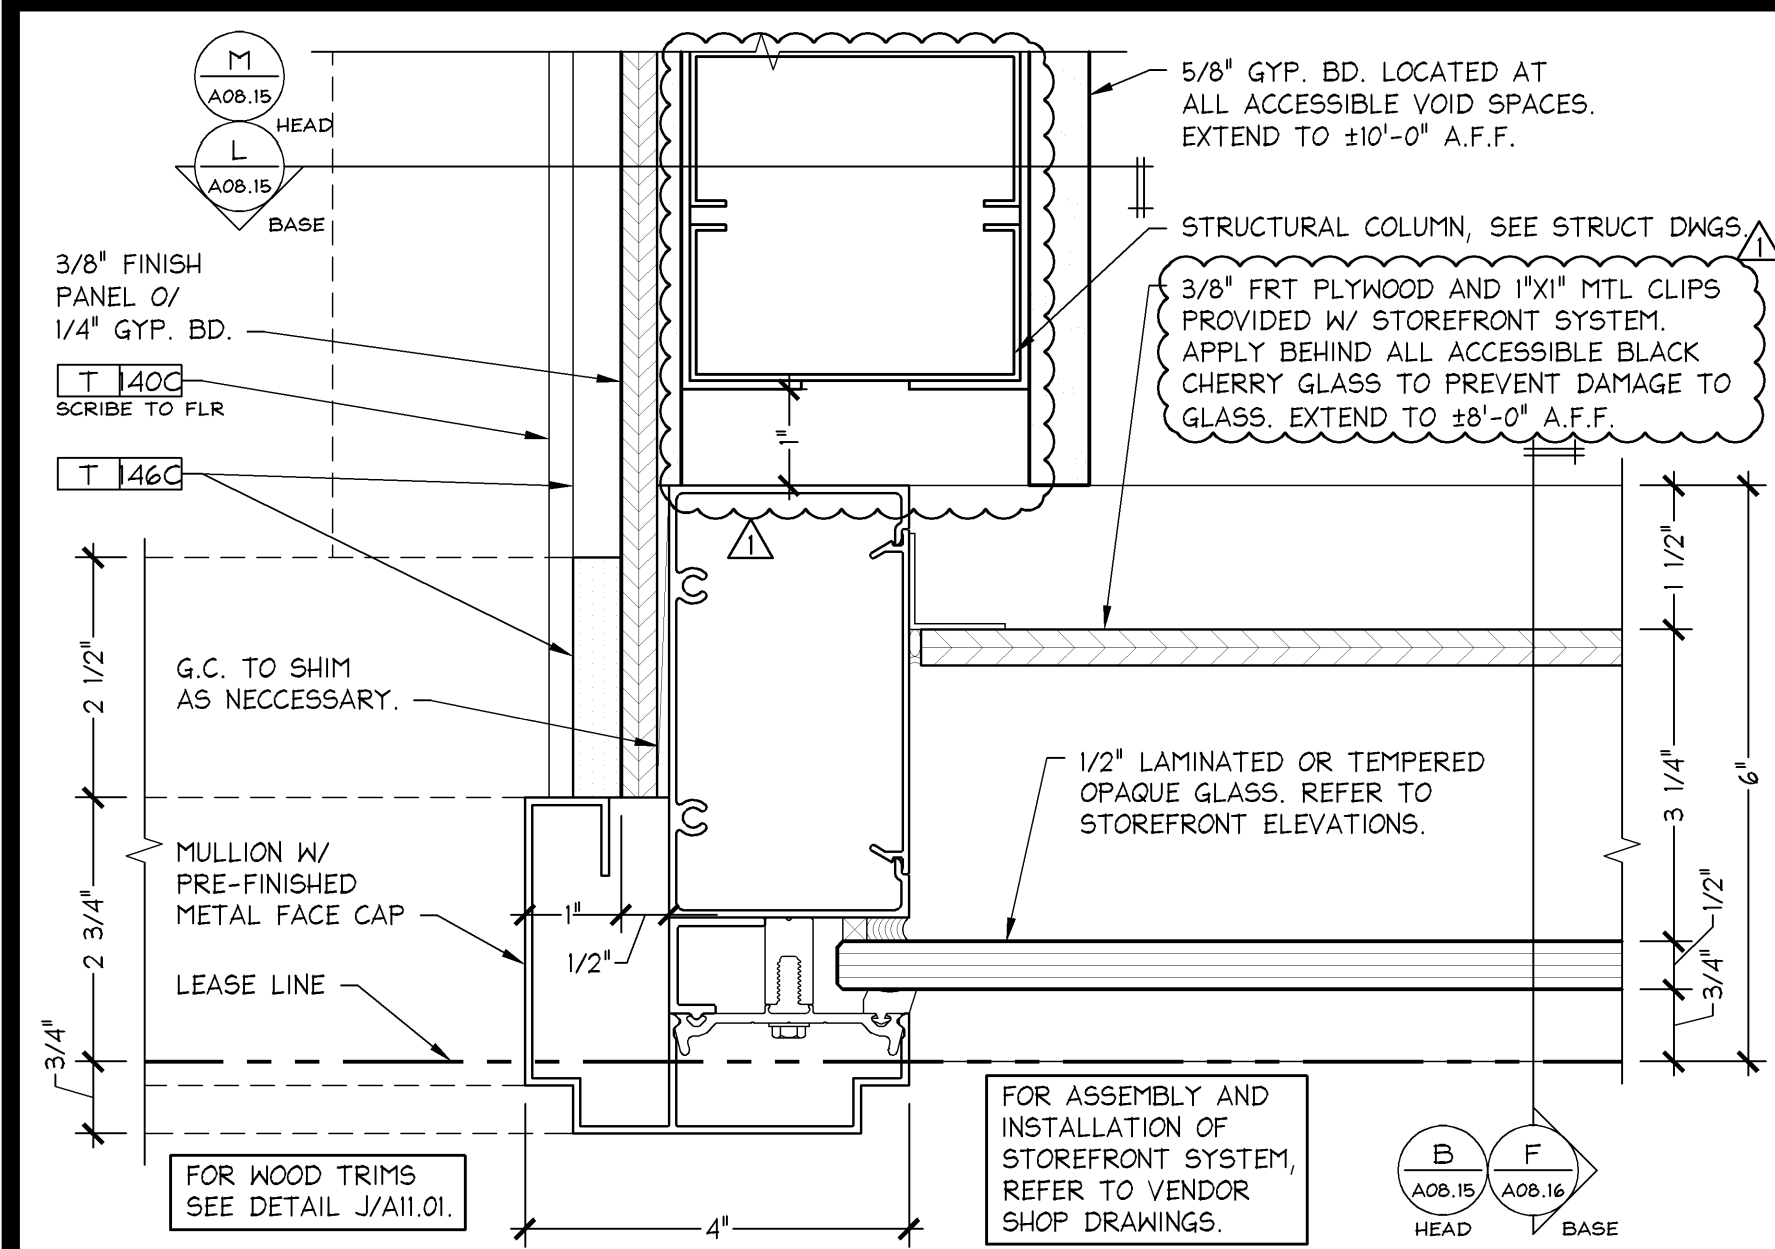 M
A08.15
HEAD
L
A08.15
BASE
5/8" GYP. BD. LOCATED AT
ALL ACCESSIBLE VOID SPACES.
EXTEND TO ±10'-0" A.F.F.
STRUCTURAL COLUMN, SEE STRUCT DWGS.
1
3/8" FRT PLYWOOD AND 1"X1" MTL CLIPS
PROVIDED W/ STOREFRONT SYSTEM.
APPLY BEHIND ALL ACCESSIBLE BLACK
CHERRY GLASS TO PREVENT DAMAGE TO
GLASS. EXTEND TO ±8'-0" A.F.F.
3/8" FINISH
PANEL O/
1/4" GYP. BD.
T 140C
SCRIBE TO FLR
T 146C
1"
1
1 1/2"
2 1/2"
G.C. TO SHIM
AS NECCESSARY.
1/2" LAMINATED OR TEMPERED
OPAQUE GLASS. REFER TO
STOREFRONT ELEVATIONS.
3 1/4"
6"
MULLION W/
PRE-FINISHED
METAL FACE CAP
1"
1/2"
2 3/4"
1/2"
3/4"
LEASE LINE
3/4"
FOR WOOD TRIMS
SEE DETAIL J/A11.01.
4"
FOR ASSEMBLY AND
INSTALLATION OF
STOREFRONT SYSTEM,
REFER TO VENDOR
SHOP DRAWINGS.
B
A08.15
HEAD
F
A08.16
BASE